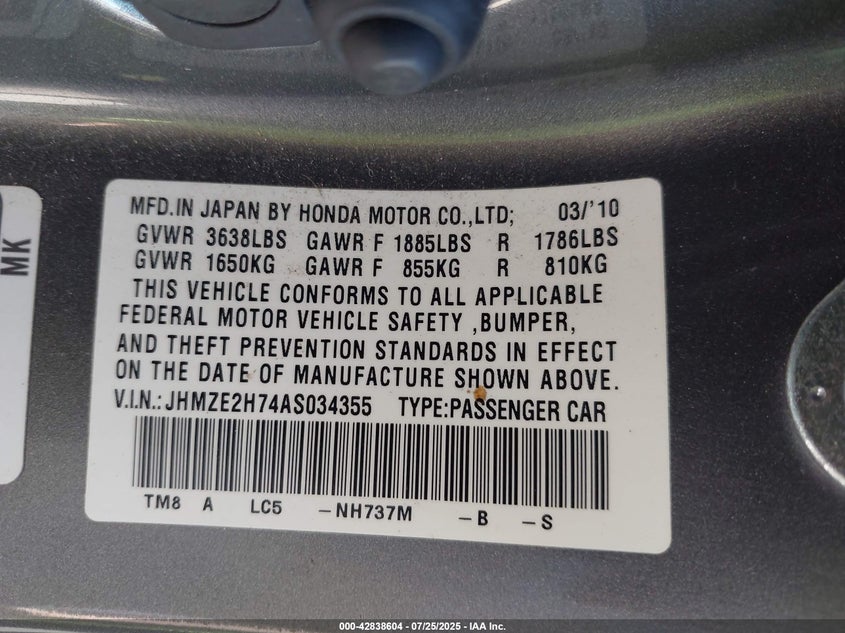 MFD.IN JAPAN BY HONDA MOTOR CO.,LTD; 03/'10
GVWR 3638LBS GAWR F 1885LBS R 1786LBS
GVWR 1650KG GAWR F 855KG R 810KG
THIS VEHICLE CONFORMS TO ALL APPLICABLE
FEDERAL MOTOR VEHICLE SAFETY ,BUMPER,
AND THEFT PREVENTION STANDARDS IN EFFECT
ON THE DATE OF MANUFACTURE SHOWN ABOVE.
V.I.N.: JHMZE2H74AS034355 TYPE:PASSENGER CAR
TM8 A LC5 -NH737M -B -S
MK
000-42838604 | 07/25/2025 - IAA Inc.